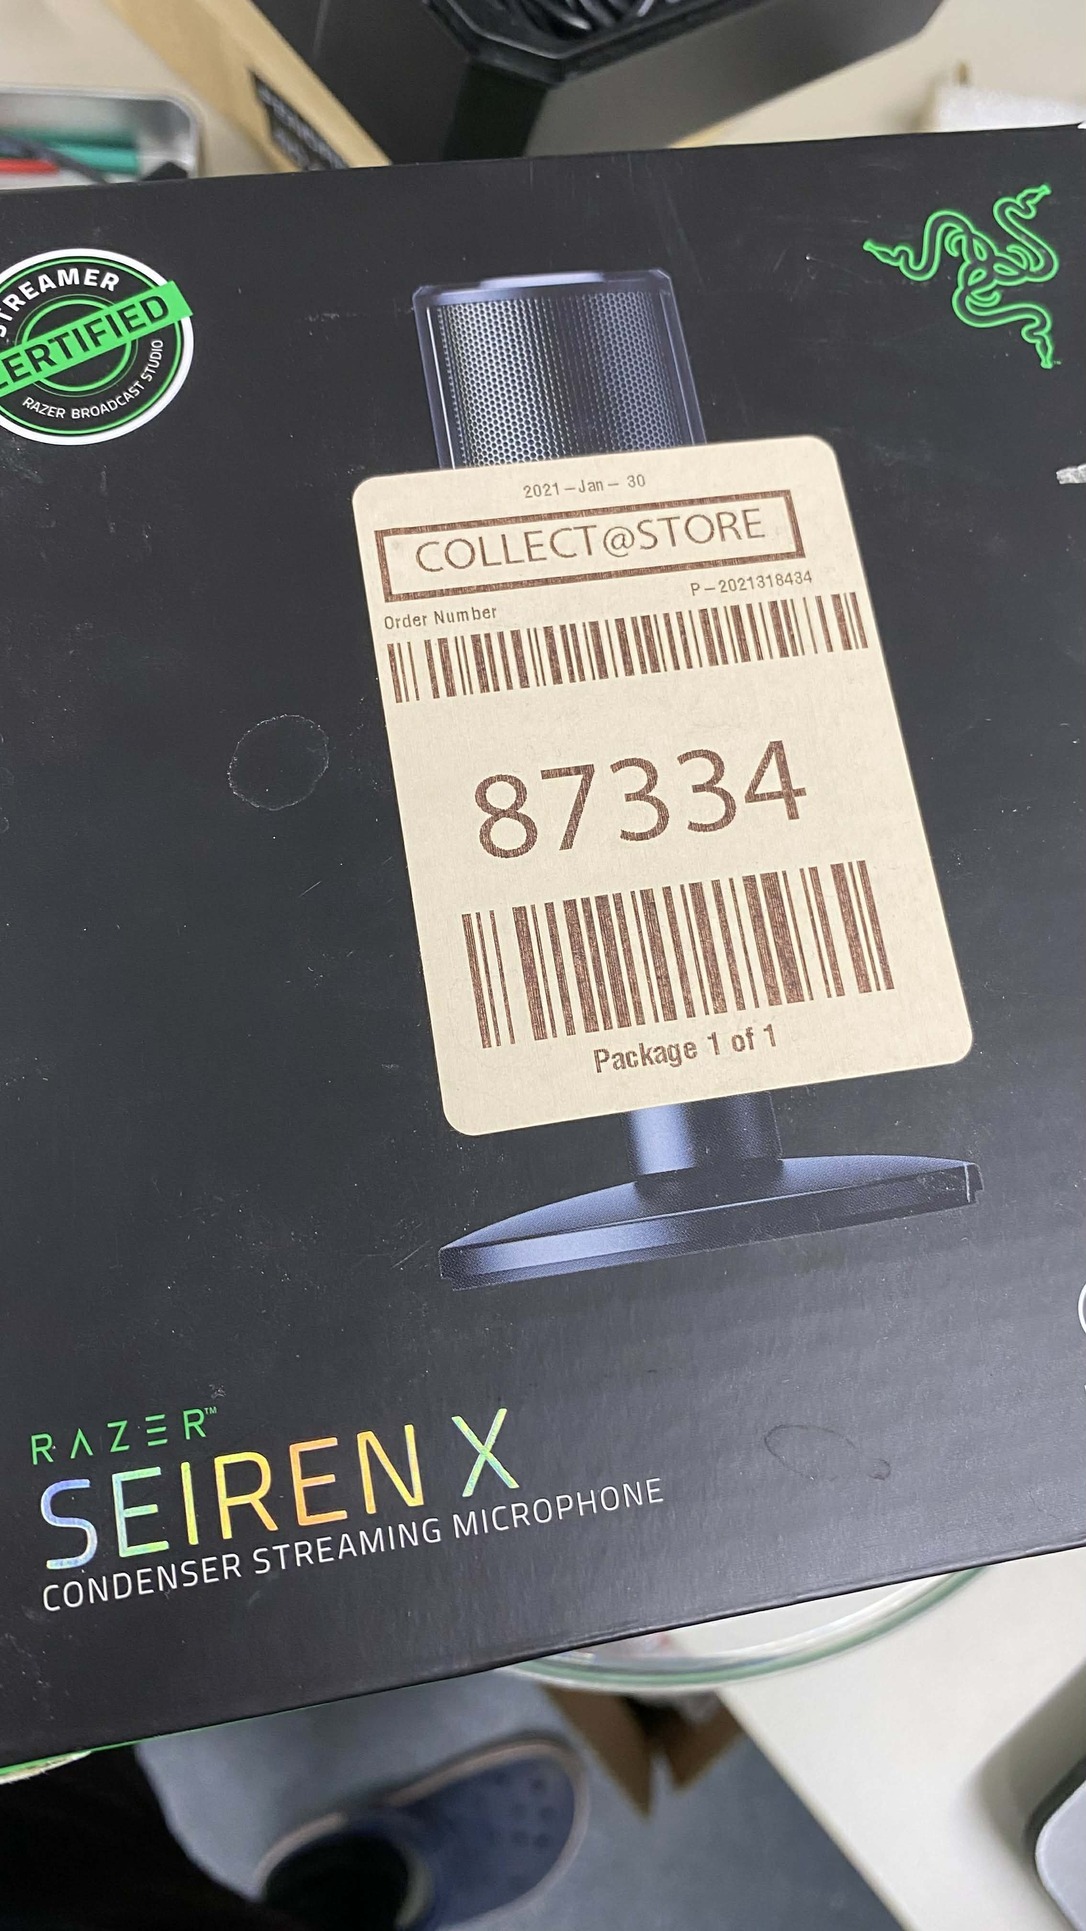 STREAMER
CERTIFIED
RAZER BROADCAST STUDIO
2021-Jan-30
COLLECT@STORE
P-2021318434
Order Number
87334
Package 1 of 1
RAZER™
SEIREN X
CONDENSER STREAMING MICROPHONE